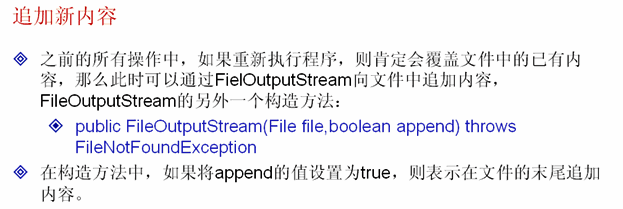 追加新内容
之前的所有操作中，如果重新执行程序，则肯定会覆盖文件中的已有内
容，那么此时可以通过FielOutputStream向文件中追加内容，
FileOutputStream的另外一个构造方法：
public FileOutputStream(File file,boolean append) throws
FileNotFoundException
在构造方法中，如果将append的值设置为true，则表示在文件的末尾追加
内容。